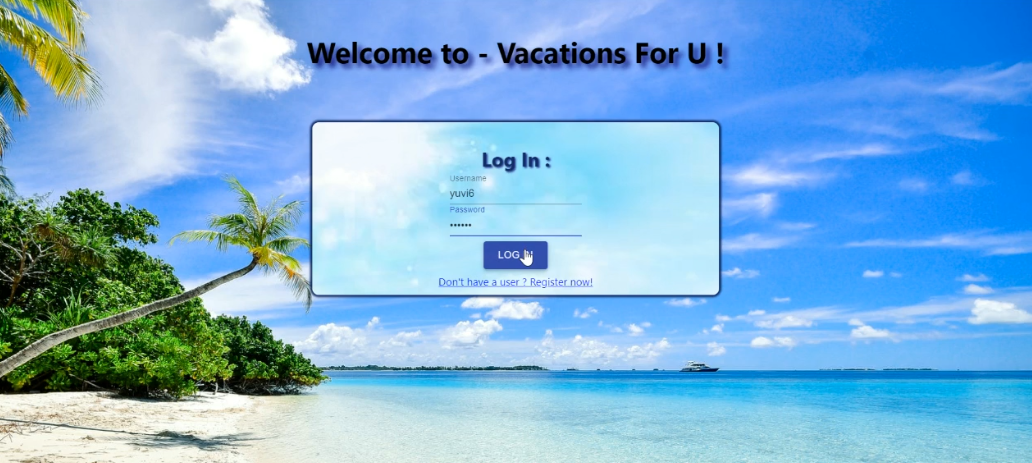 Welcome to - Vacations For U !
Log In :
Username
yuvi6
Password
••••••
LOG IN
Don't have a user ? Register now!